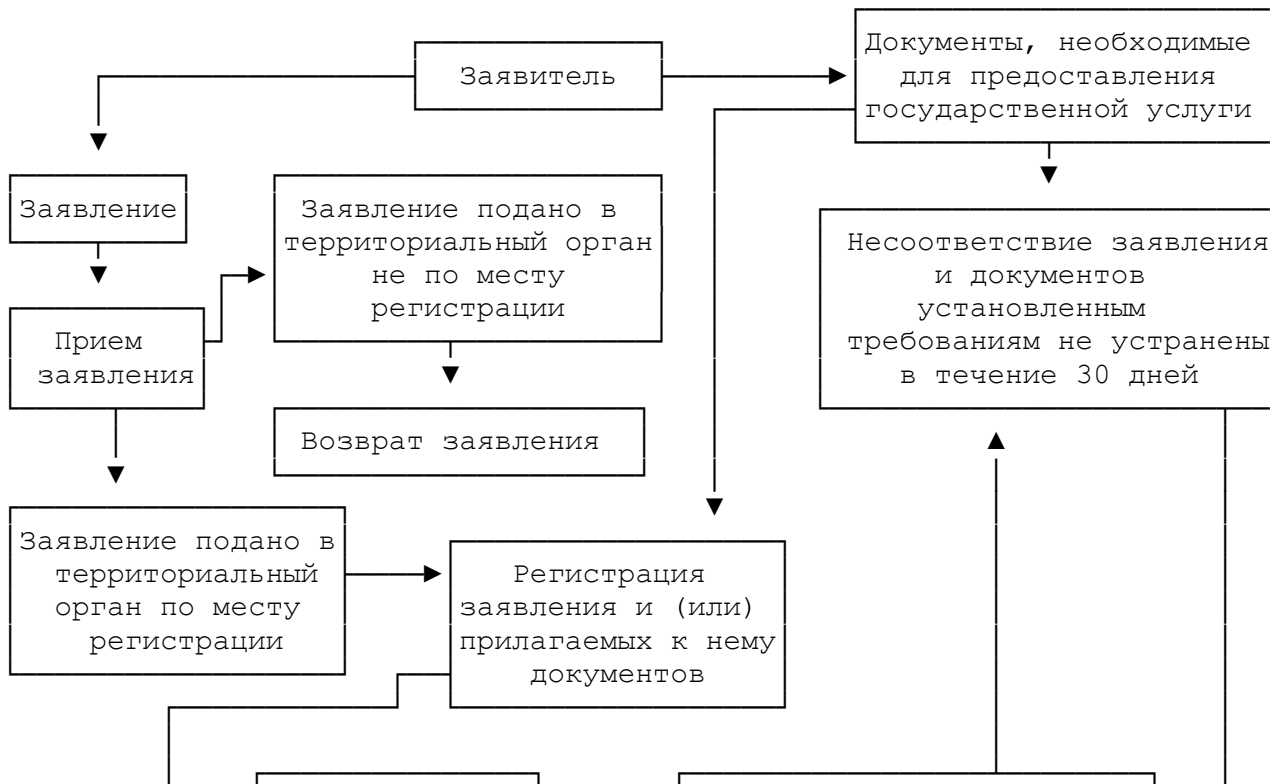 Документы, необходимые
для предоставления
государственной услуги
Заявитель
Заявление
Заявление подано в
территориальный орган
не по месту
регистрации
Несоответствие заявления
и документов
установленным
требованиям не устранены
в течение 30 дней
Прием
заявления
Возврат заявления
Заявление подано в
территориальный
орган по месту
регистрации
Регистрация
заявления и (или)
прилагаемых к нему
документов